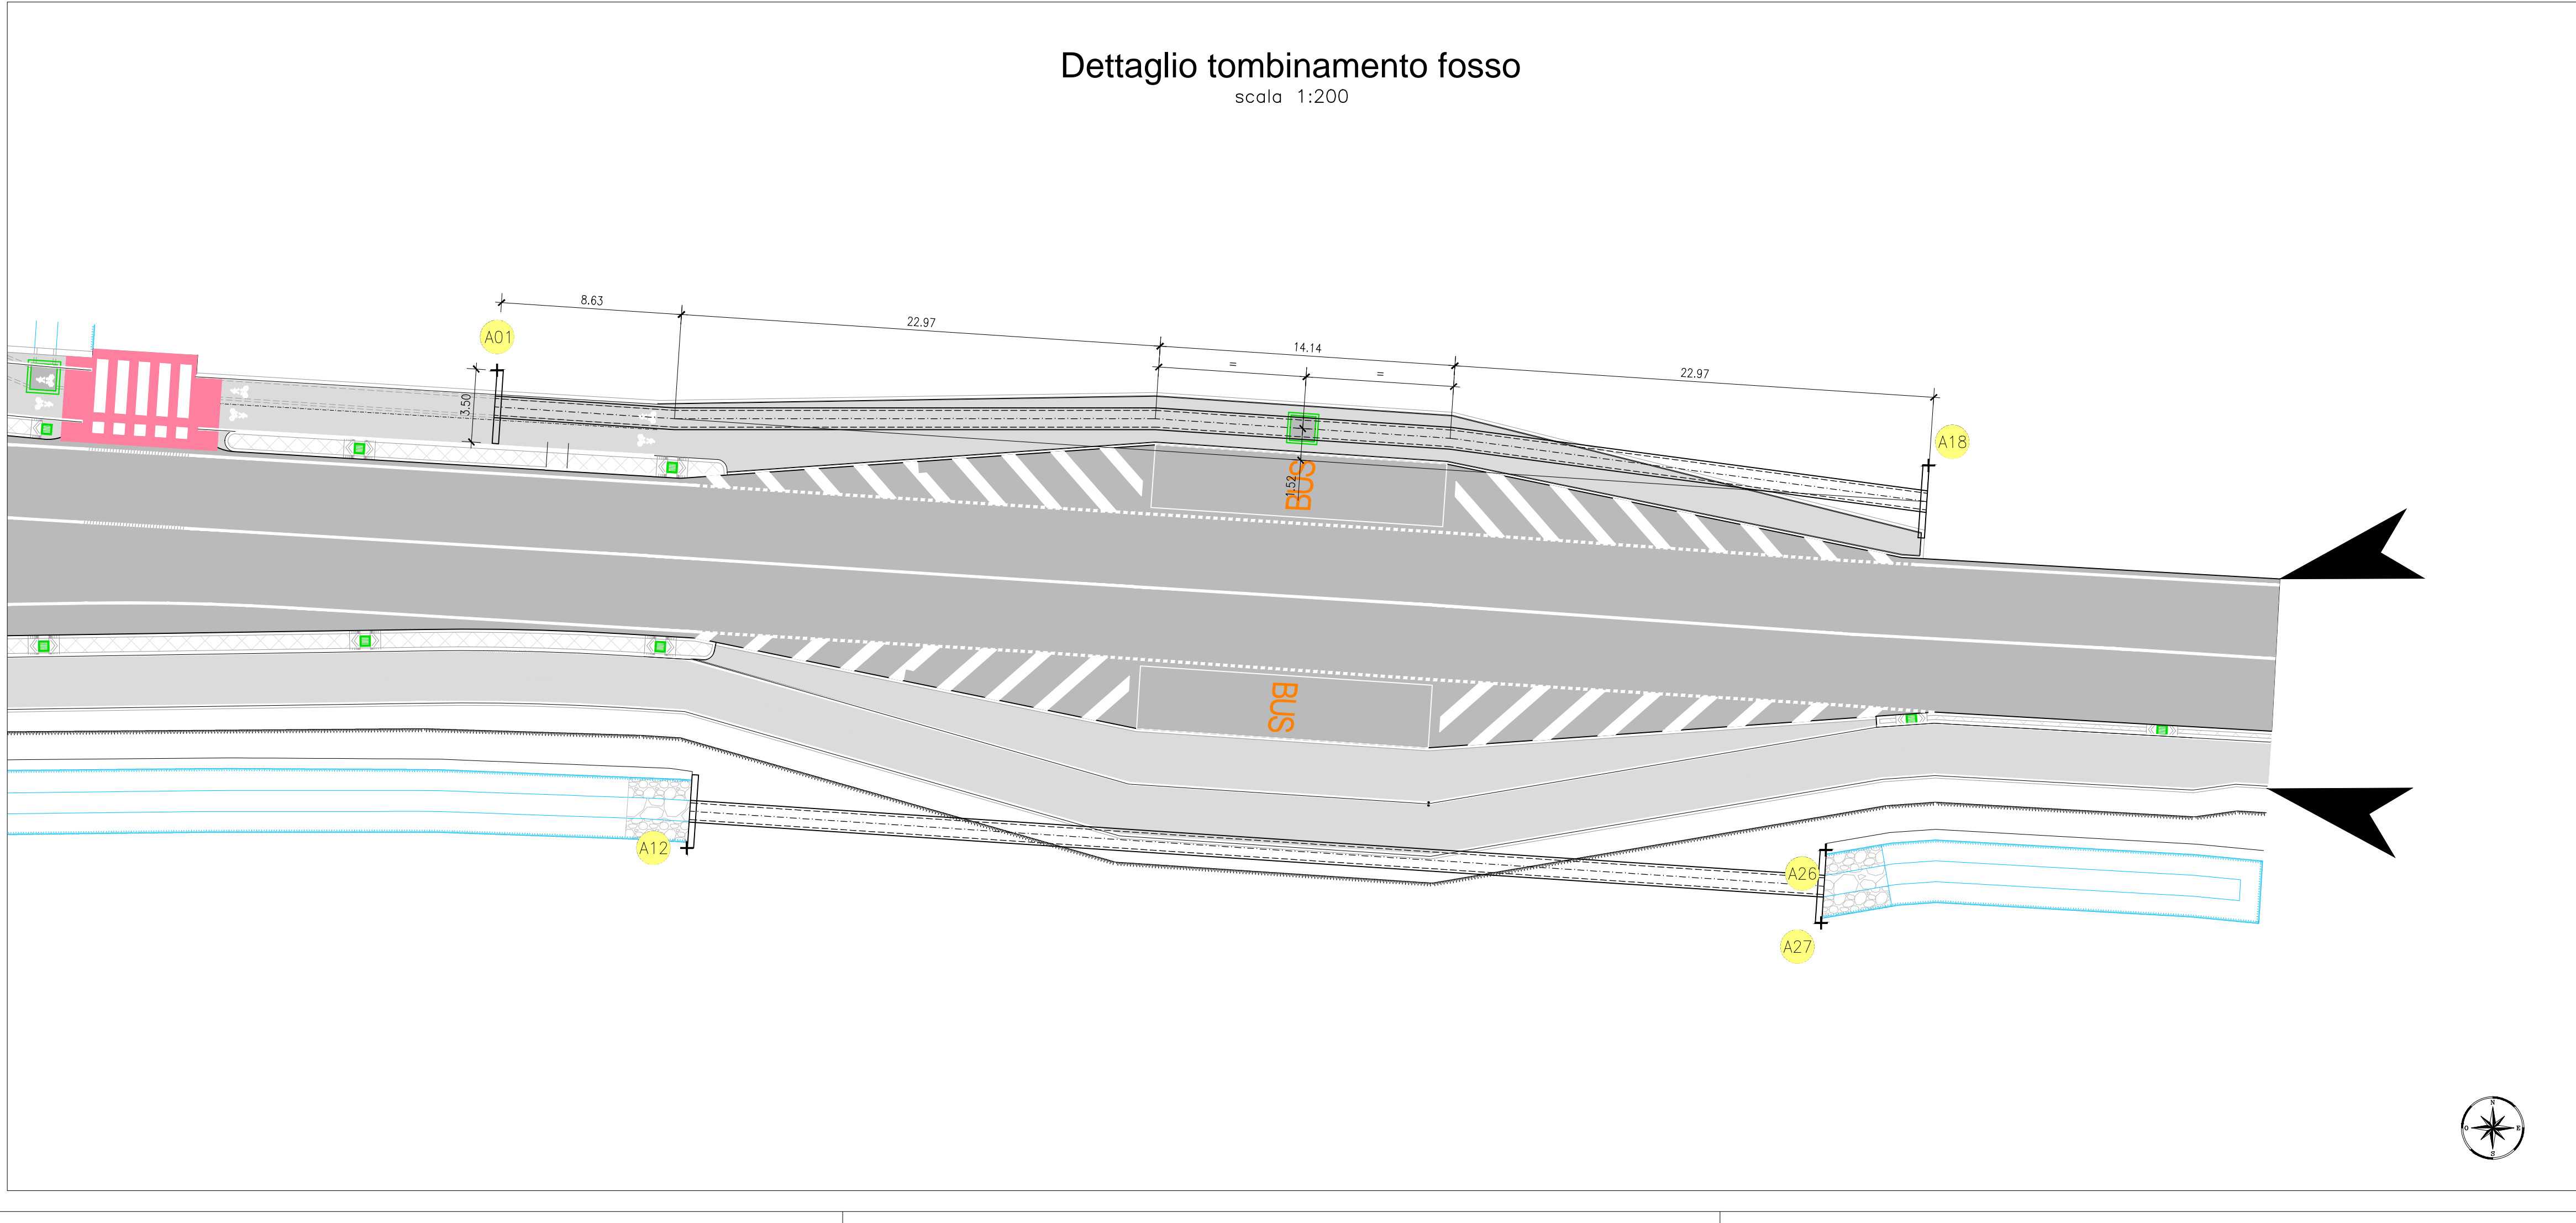 Dettaglio tombinamento fosso
scala 1:200
8.63
22.97
14.14
22.97
=
=
A01
3.50
A18
BUS
1.52
BUS
A12
A26
A27
N
O
E
S